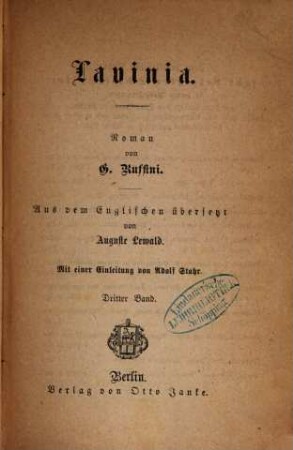 Lavinia.
Roman
von
G. Ruffini.
Aus dem Englischen übersetzt
von
Auguste Lewald.
Mit einer Einleitung von Adolf Stahr.
Dritter Band.
Berlin.
Verlag von Otto Janke.